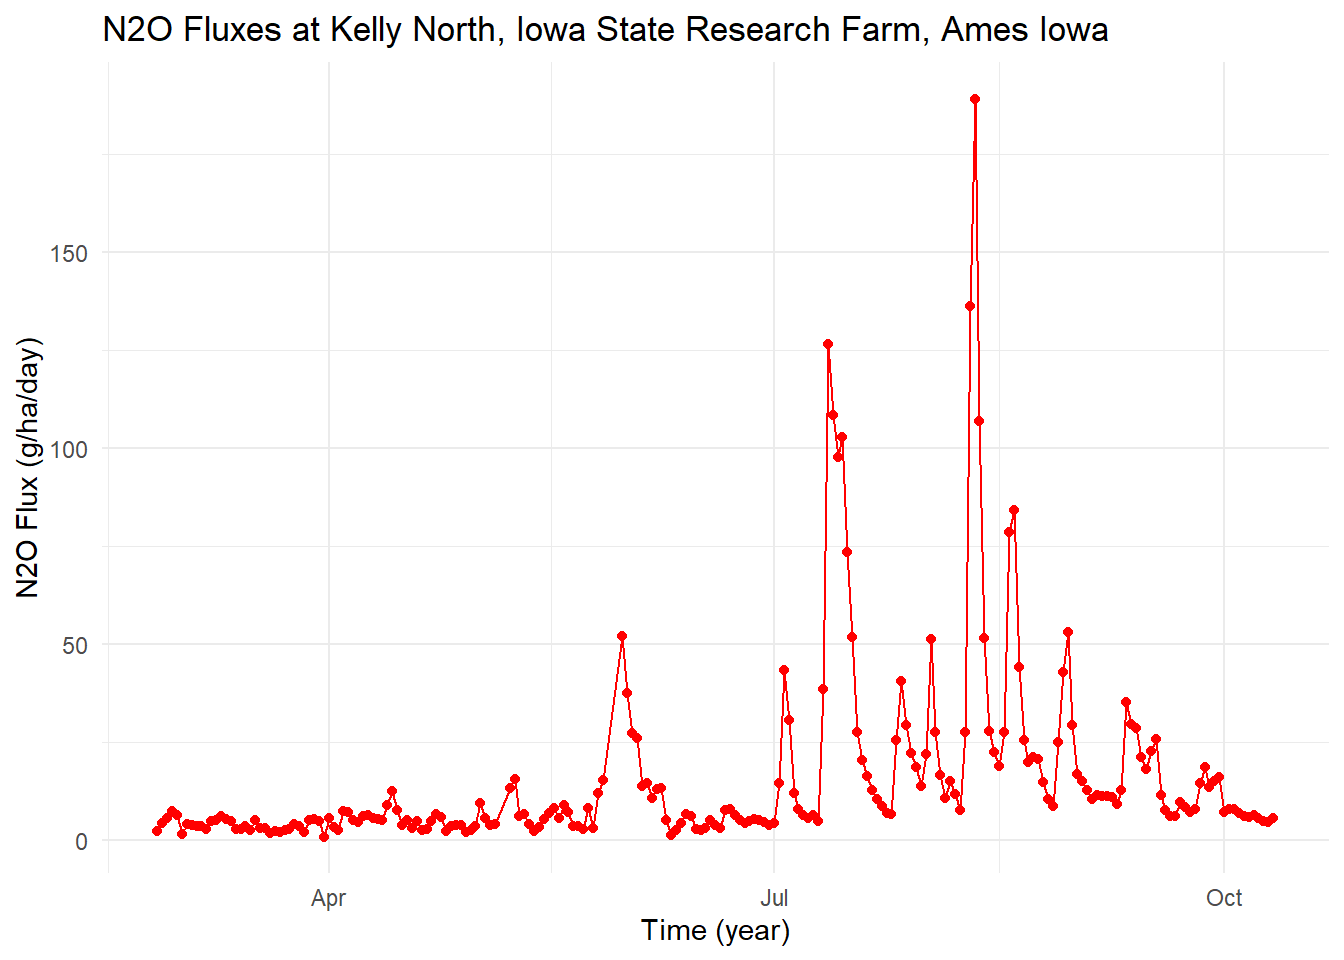 N2O Fluxes at Kelly North, Iowa State Research Farm, Ames Iowa
N2O Flux (g/ha/day)
150
100
50
0
Apr Jul Oct
Time (year)